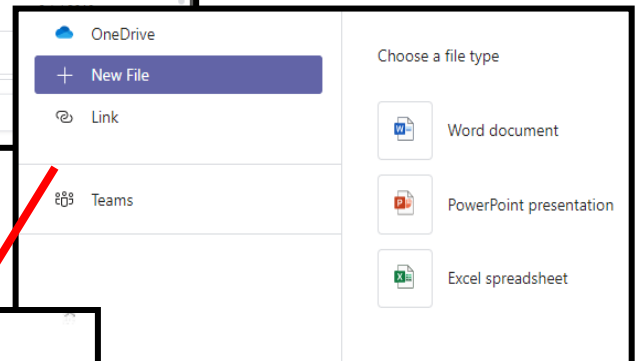 OneDrive
New File
Link
Teams
Choose a file type
Word document
PowerPoint presentation
Excel spreadsheet